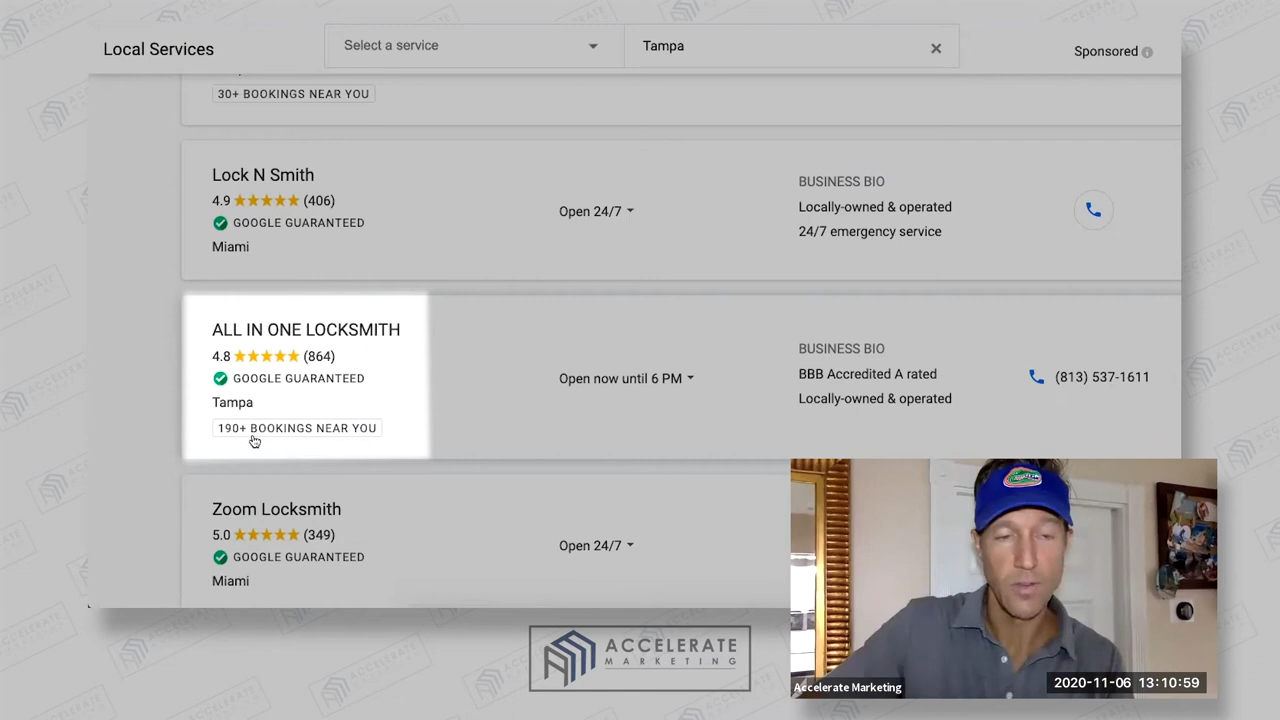 Local Services
Select a service
Tampa
Sponsored
30+ BOOKINGS NEAR YOU
Lock N Smith
4.9 (406)
GOOGLE GUARANTEED
Miami
Open 24/7
BUSINESS BIO
Locally-owned & operated
24/7 emergency service
ALL IN ONE LOCKSMITH
4.8 (864)
GOOGLE GUARANTEED
Tampa
190+ BOOKINGS NEAR YOU
Open now until 6 PM
BUSINESS BIO
BBB Accredited A rated
Locally-owned & operated
(813) 537-1611
Zoom Locksmith
5.0 (349)
GOOGLE GUARANTEED
Miami
Open 24/7
ACCELERATE
MARKETING
Gators
Accelerate Marketing
2020-11-06 13:10:59